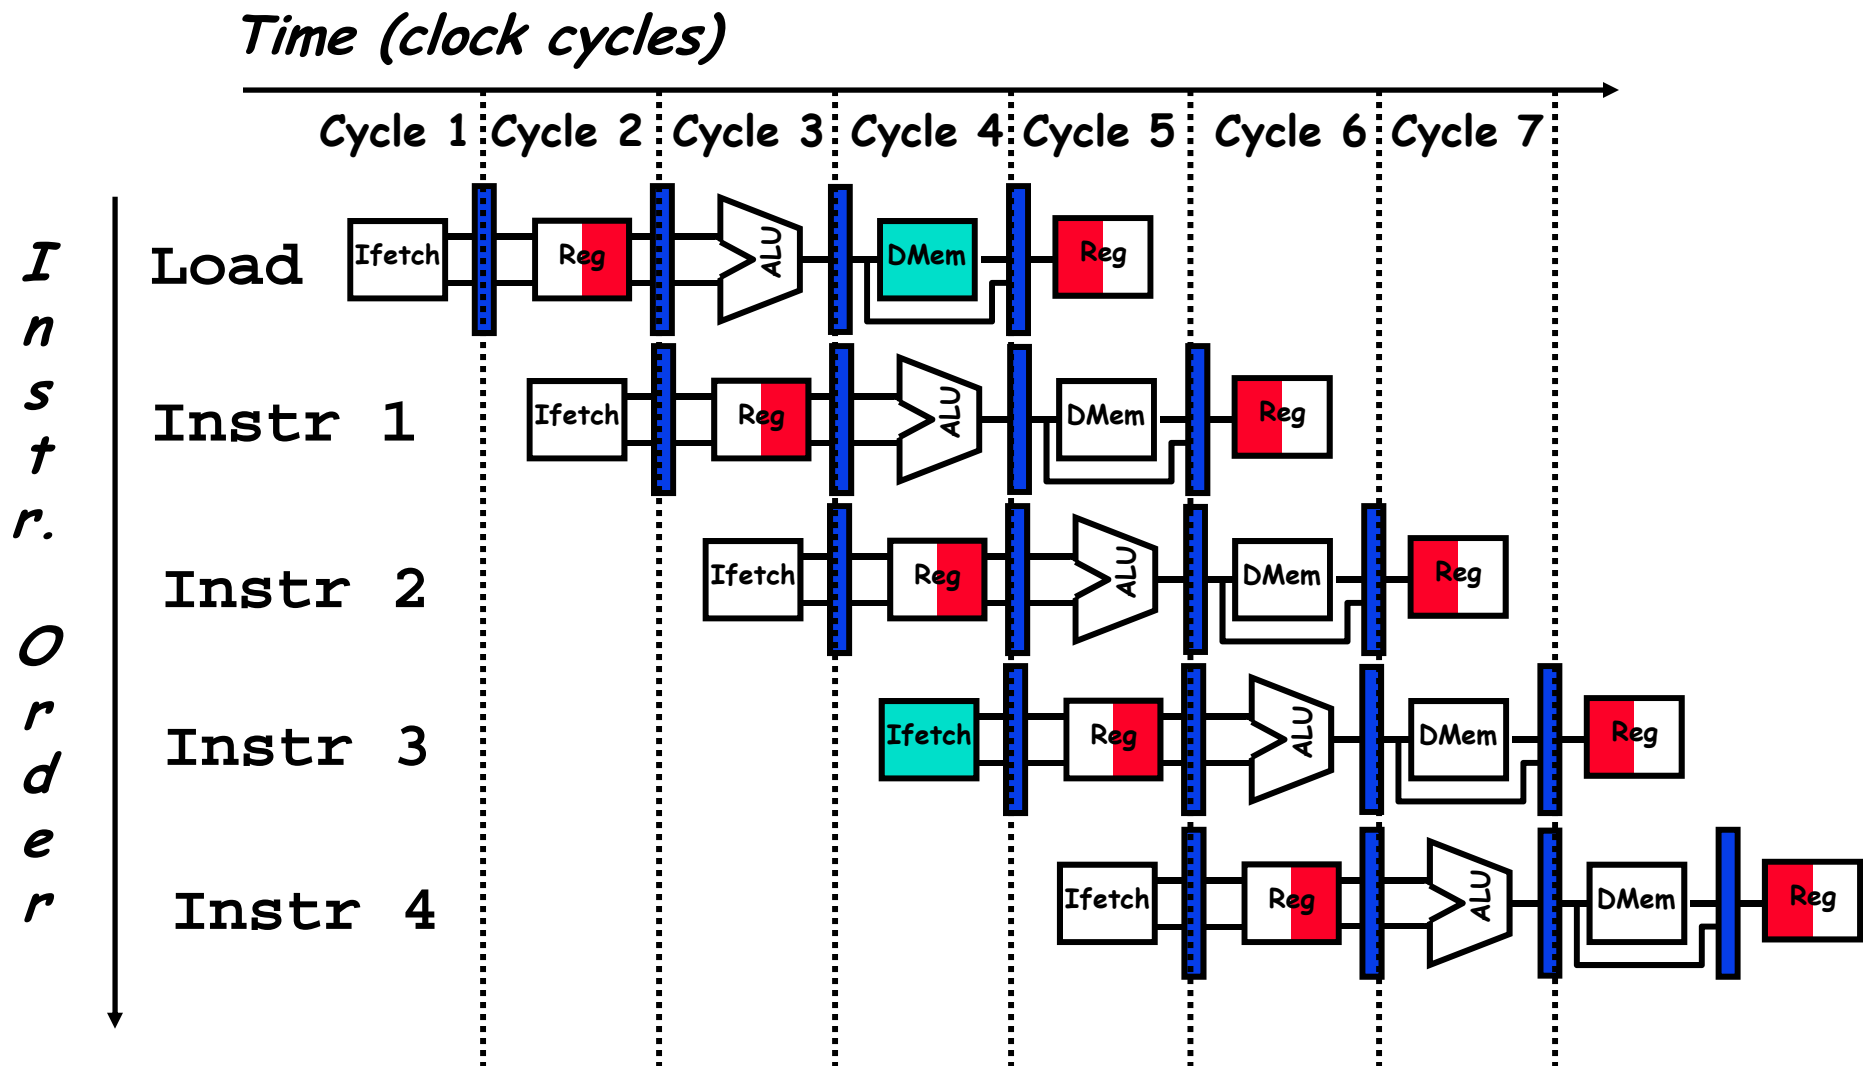 Time (clock cycles)
Cycle 1 Cycle 2 Cycle 3 Cycle 4 Cycle 5 Cycle 6 Cycle 7
Instr. Order
Load Ifetch Reg ALU DMem Reg
Instr 1 Ifetch Reg ALU DMem Reg
Instr 2 Ifetch Reg ALU DMem Reg
Instr 3 Ifetch Reg ALU DMem Reg
Instr 4 Ifetch Reg ALU DMem Reg